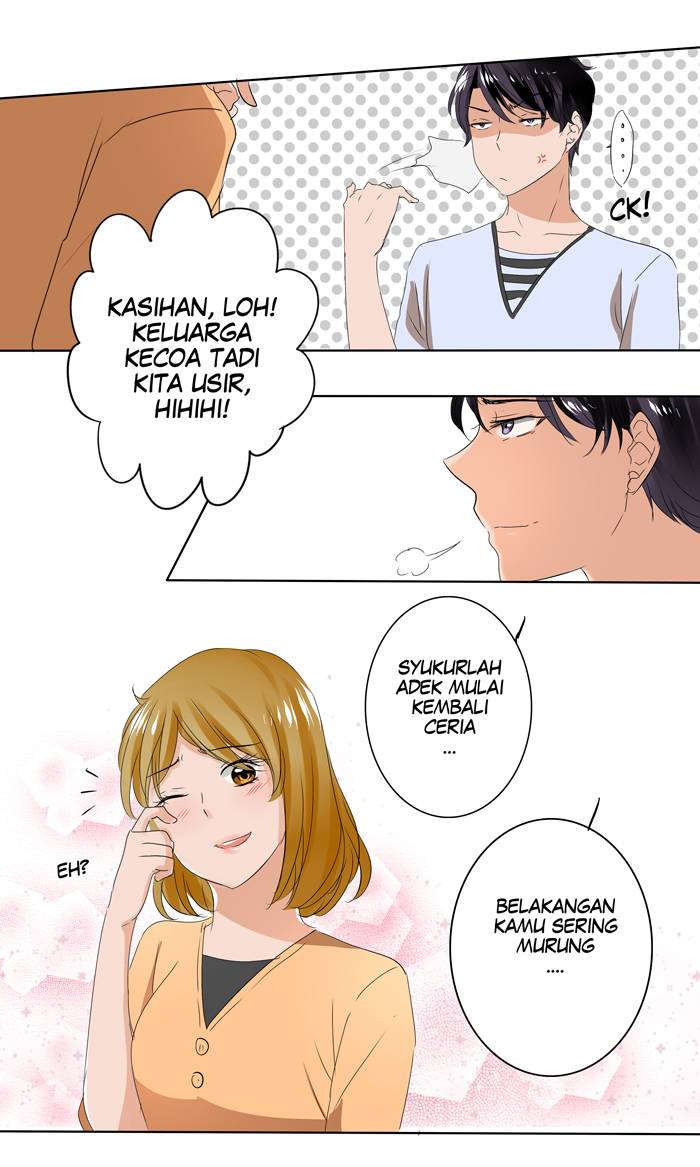 ....
CK!
KASIHAN, LOH!
KELUARGA
KECOA TADI
KITA USIR,
HIHIHI!
SYUKURLAH
ADEK MULAI
KEMBALI
CERIA
...
EH?
BELAKANGAN
KAMU SERING
MURUNG
....